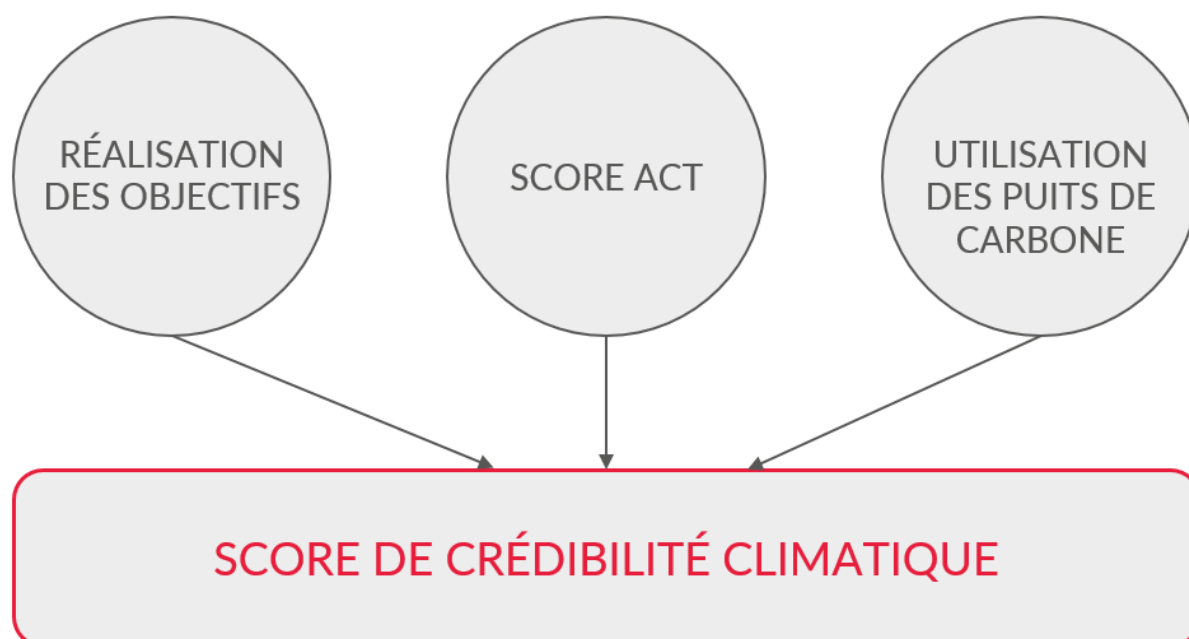 RÉALISATION
DES OBJECTIFS
SCORE ACT
UTILISATION
DES PUITS DE
CARBONE
SCORE DE CRÉDIBILITÉ CLIMATIQUE